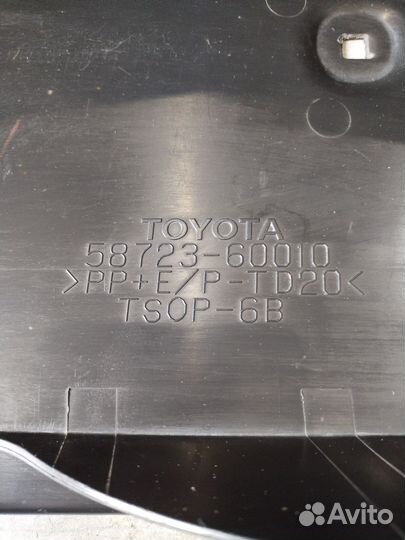 TOYOTA
58723-60010
>PP+E/P-TD20<
TSOP-6B
Avito